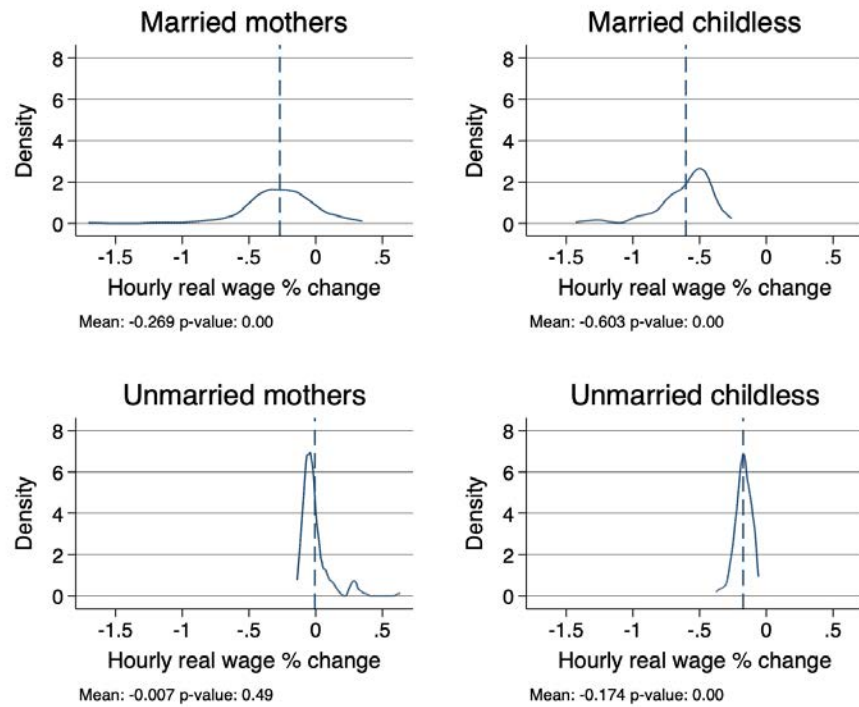 Married mothers
Density
8
6
4
2
0
-1.5 -1 -.5 0 .5
Hourly real wage % change
Mean: -0.269 p-value: 0.00
Married childless
Density
8
6
4
2
0
-1.5 -1 -.5 0 .5
Hourly real wage % change
Mean: -0.603 p-value: 0.00
Unmarried mothers
Density
8
6
4
2
0
-1.5 -1 -.5 0 .5
Hourly real wage % change
Mean: -0.007 p-value: 0.49
Unmarried childless
Density
8
6
4
2
0
-1.5 -1 -.5 0 .5
Hourly real wage % change
Mean: -0.174 p-value: 0.00